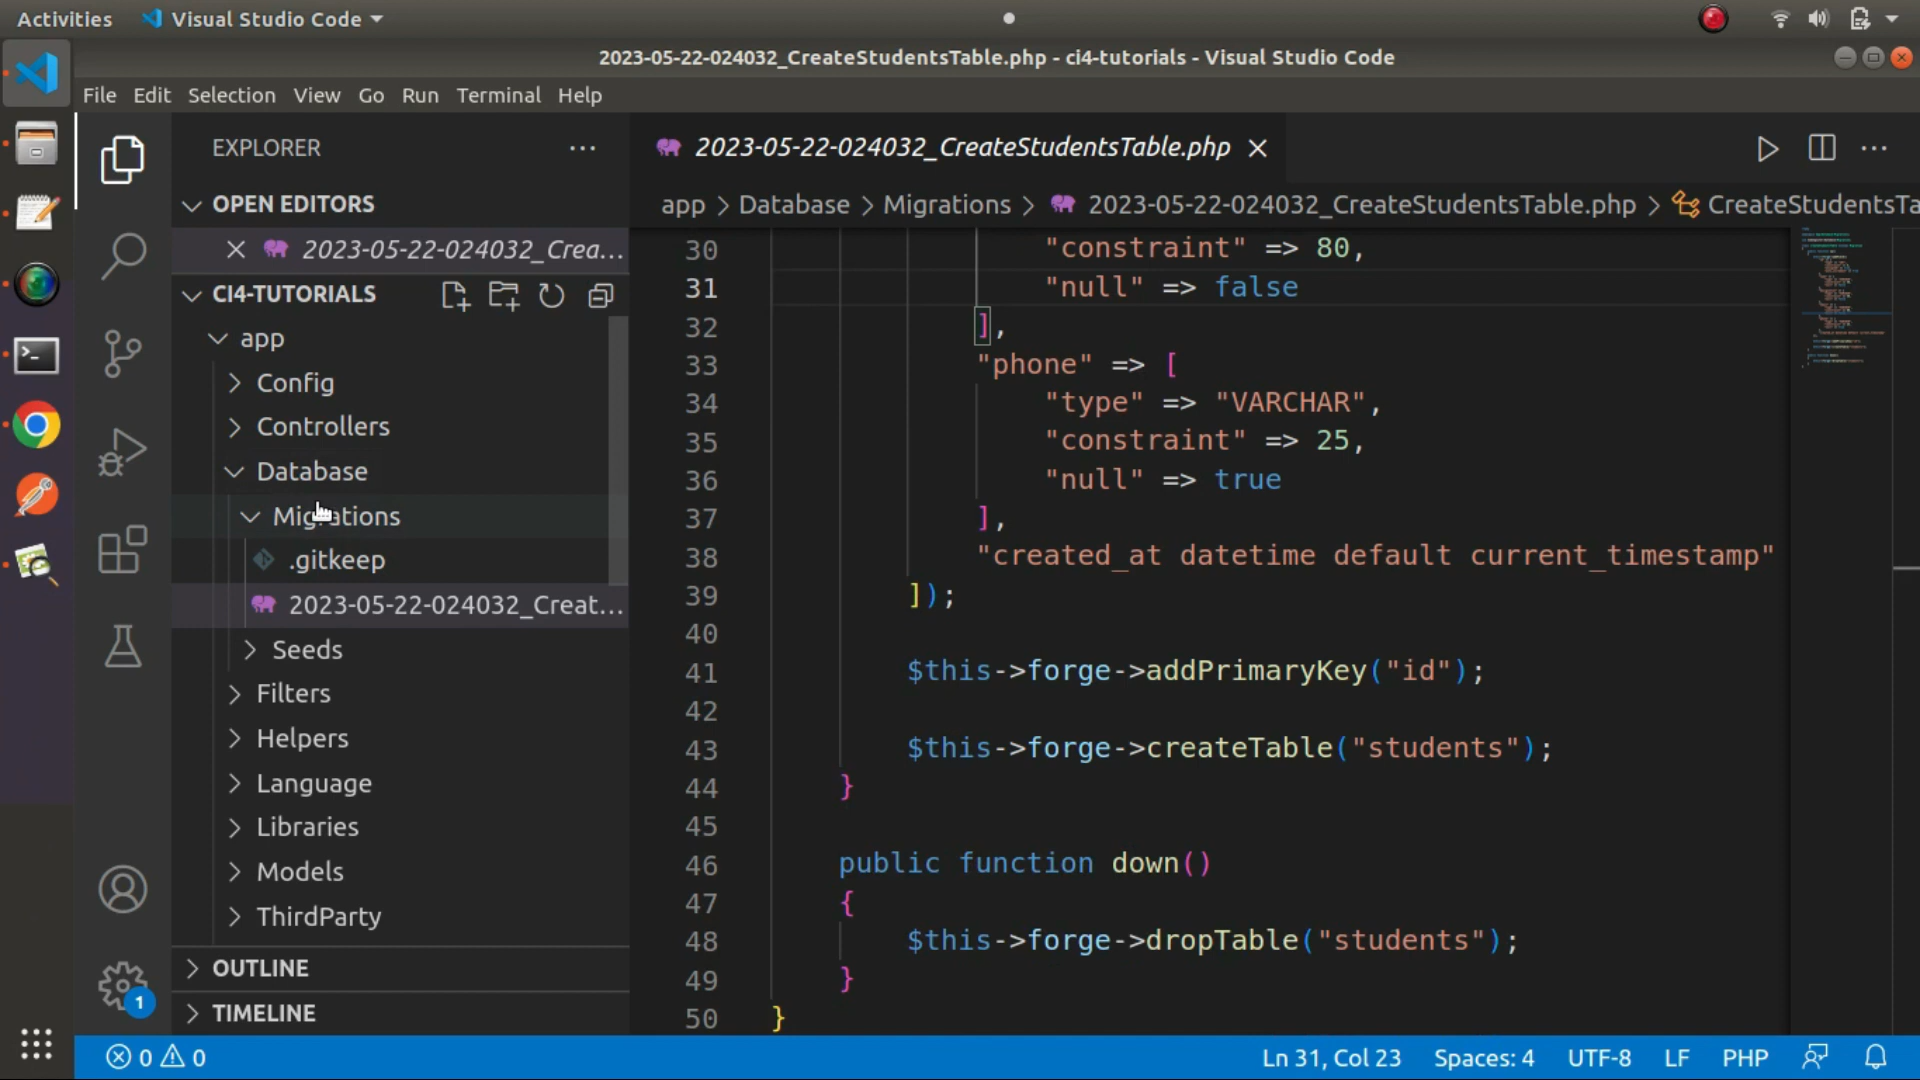 Activities Visual Studio Code
2023-05-22-024032_CreateStudentsTable.php - ci4-tutorials - Visual Studio Code
File Edit Selection View Go Run Terminal Help
EXPLORER
OPEN EDITORS
2023-05-22-024032_Crea...
CI4-TUTORIALS
app
Config
Controllers
Database
Migrations
.gitkeep
2023-05-22-024032_Creat...
Seeds
Filters
Helpers
Language
Libraries
Models
ThirdParty
OUTLINE
TIMELINE
1
2023-05-22-024032_CreateStudentsTable.php
app > Database > Migrations > 2023-05-22-024032_CreateStudentsTable.php > CreateStudentsTa
30 "constraint" => 80,
31 "null" => false
32 ],
33 "phone" => [
34 "type" => "VARCHAR",
35 "constraint" => 25,
36 "null" => true
37 ],
38 "created_at datetime default current_timestamp"
39 ]);
40
41 $this->forge->addPrimaryKey("id");
42
43 $this->forge->createTable("students");
44 }
45
46 public function down()
47 {
48 $this->forge->dropTable("students");
49 }
50 }
0 0
Ln 31, Col 23 Spaces: 4 UTF-8 LF PHP